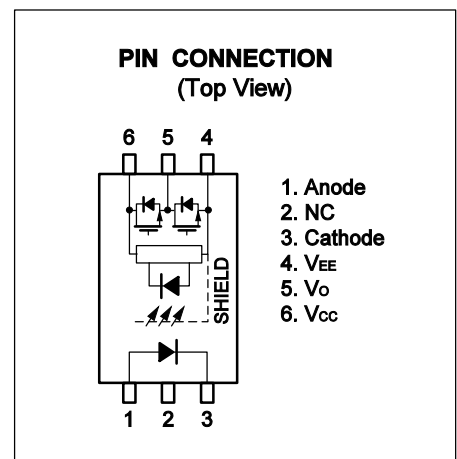 PIN CONNECTION
(Top View)
6 5 4
1. Anode
2. NC
3. Cathode
4. VEE
5. Vo
6. Vcc
SHIELD
1 2 3